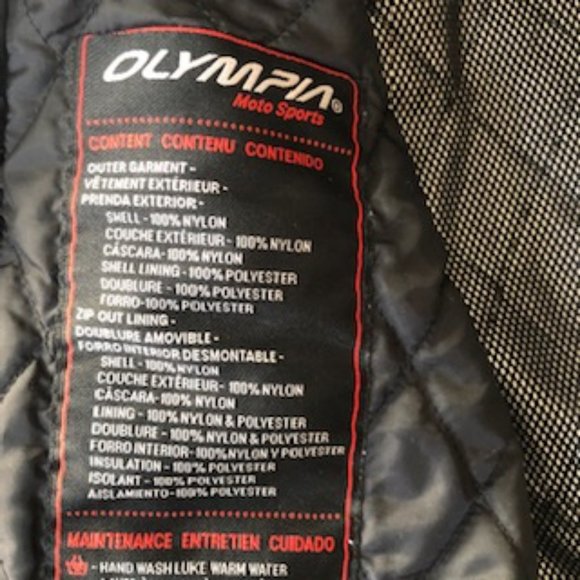 OLYMPIA®
Moto Sports
CONTENT CONTENU CONTENIDO
OUTER GARMENT -
VÊTEMENT EXTÉRIEUR -
PRENDA EXTERIOR -
SHELL - 100% NYLON
COUCHE EXTÉRIEUR - 100% NYLON
CÁSCARA - 100% NYLON
SHELL LINING - 100% POLYESTER
DOUBLURE - 100% POLYESTER
FORRO-100% POLYESTER
ZIP OUT LINING -
DOUBLURE AMOVIBLE -
FORRO INTERIOR DESMONTABLE -
SHELL - 100% NYLON
COUCHE EXTÉRIEUR - 100% NYLON
CÁSCARA - 100% NYLON
LINING - 100% NYLON & POLYESTER
DOUBLURE - 100% NYLON & POLYESTER
FORRO INTERIOR- 100% NYLON Y POLYESTER
INSULATION - 100% POLYESTER
ISOLANT - 100% POLYESTER
AISLAMIENTO-100% POLYESTER
MAINTENANCE ENTRETIEN CUIDADO
- HAND WASH LUKE WARM WATER